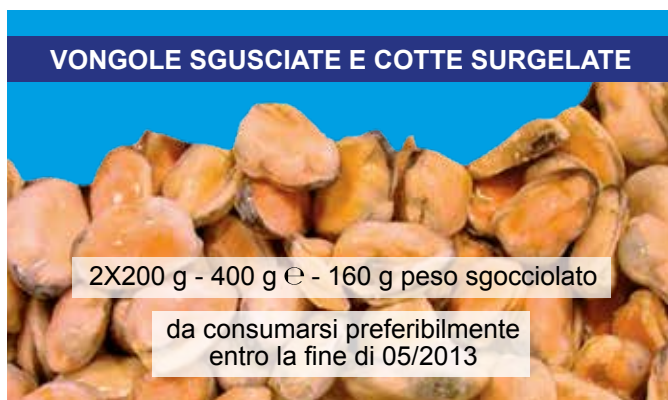 VONGOLE SGUSCIATE E COTTE SURGELATE
2X200 g - 400 g ℮ - 160 g peso sgocciolato
da consumarsi preferibilmente
entro la fine di 05/2013